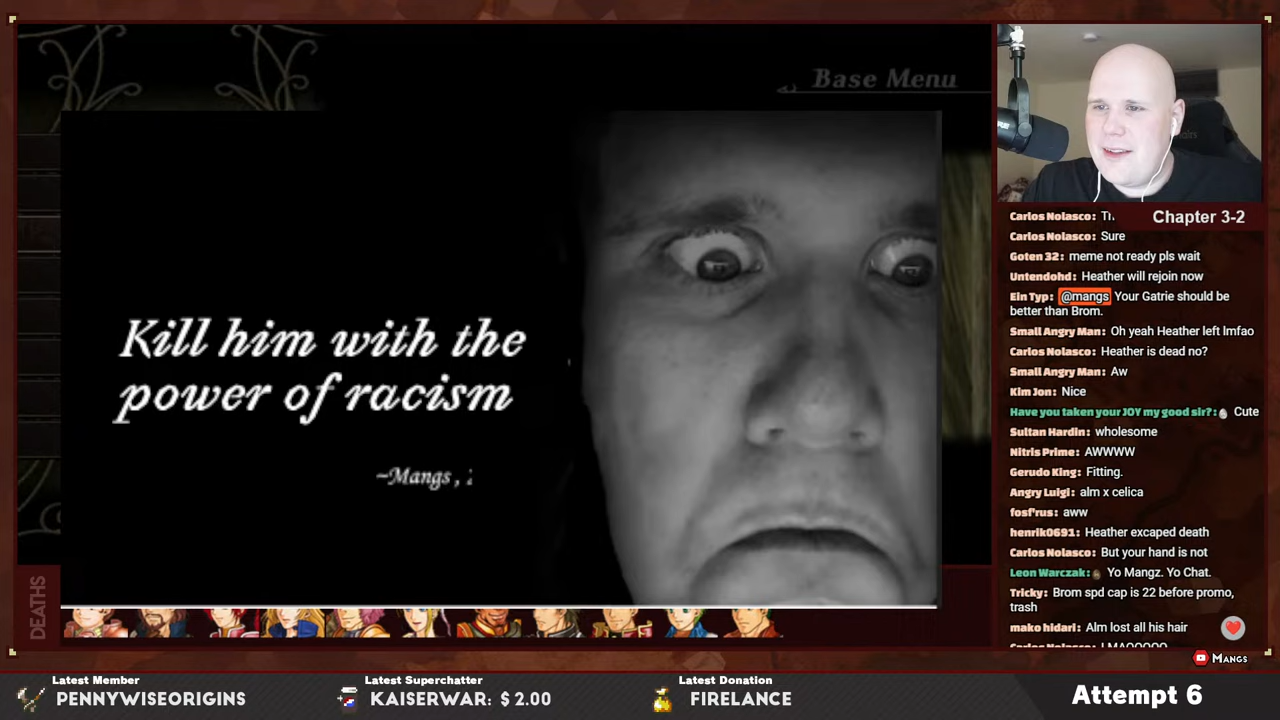 Base Menu
Kill him with the
power of racism
~Mangs ,
DEATHS
Chapter 3-2
Carlos Nolasco:
Carlos Nolasco: Sure
Goten 32: meme not ready pls wait
Untendohd: Heather will rejoin now
Ein Typ: @mangs Your Gatrie should be
better than Brom.
Small Angry Man: Oh yeah Heather left lmfao
Carlos Nolasco: Heather is dead no?
Small Angry Man: Aw
Kim Jon: Nice
Have you taken your JOY my good sir?: Cute
Sultan Hardin: wholesome
Nitris Prime: AWWWW
Gerudo King: Fitting.
Angry Luigi: alm x celica
fosf'rus: aww
henrik0691: Heather excaped death
Carlos Nolasco: But your hand is not
Leon Warczak: Yo Mangz. Yo Chat.
Tricky: Brom spd cap is 22 before promo,
trash
mako hidari: Alm lost all his hair
Mangs
Latest Member
PENNYWISEORIGINS
Latest Superchatter
KAISERWAR: $ 2.00
Latest Donation
FIRELANCE
Attempt 6